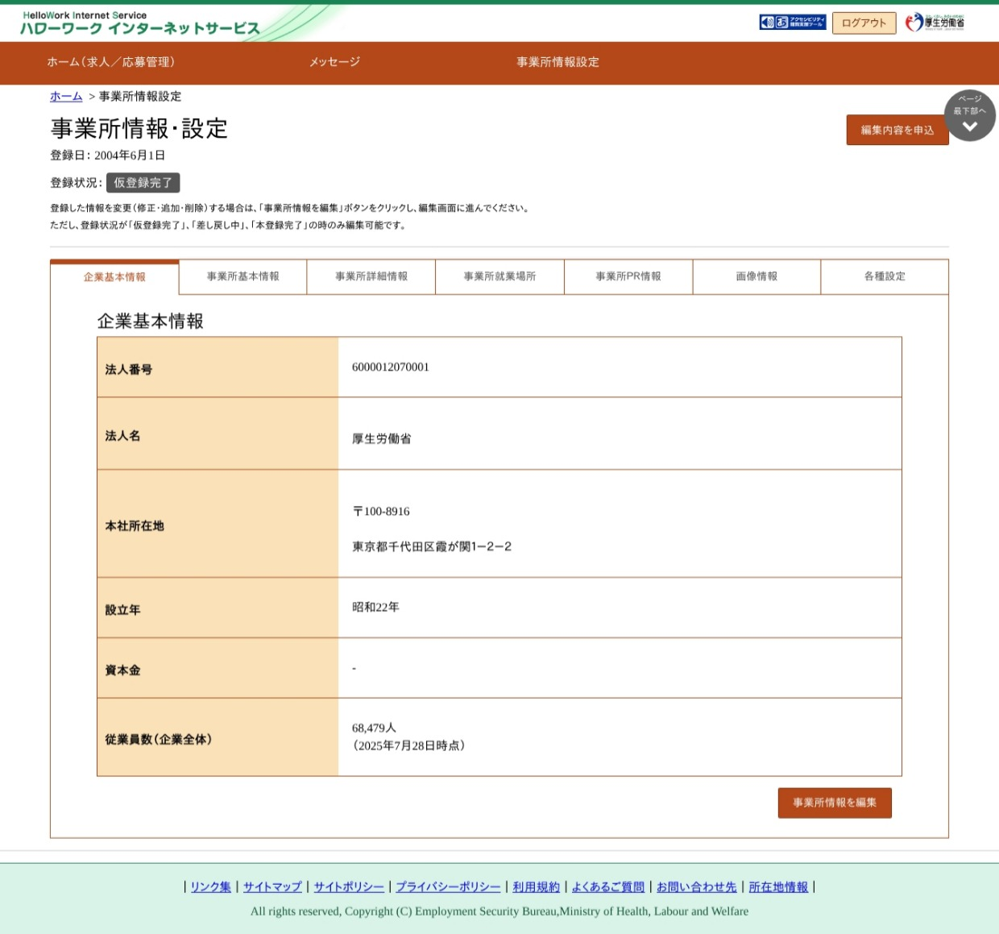 HelloWork Internet Service
ハローワーク インターネットサービス
アクセシビリティ
閲覧支援ツール
ログアウト
厚生労働省
ホーム（求人／応募管理）
メッセージ
事業所情報設定
ホーム > 事業所情報設定
ページ
最下部へ
事業所情報・設定
編集内容を申込
登録日： 2004年6月1日
登録状況： 仮登録完了
登録した情報を変更（修正・追加・削除）する場合は、「事業所情報を編集」ボタンをクリックし、編集画面に進んでください。
ただし、登録状況が「仮登録完了」、「差し戻し中」、「本登録完了」の時のみ編集可能です。
企業基本情報
事業所基本情報
事業所詳細情報
事業所就業場所
事業所PR情報
画像情報
各種設定
企業基本情報
法人番号
6000012070001
法人名
厚生労働省
本社所在地
〒100-8916
東京都千代田区霞が関1－2－2
設立年
昭和22年
資本金
-
従業員数（企業全体）
68,479人
（2025年7月28日時点）
事業所情報を編集
| リンク集 | サイトマップ | サイトポリシー | プライバシーポリシー | 利用規約 | よくあるご質問 | お問い合わせ先 | 所在地情報 |
All rights reserved, Copyright (C) Employment Security Bureau,Ministry of Health, Labour and Welfare